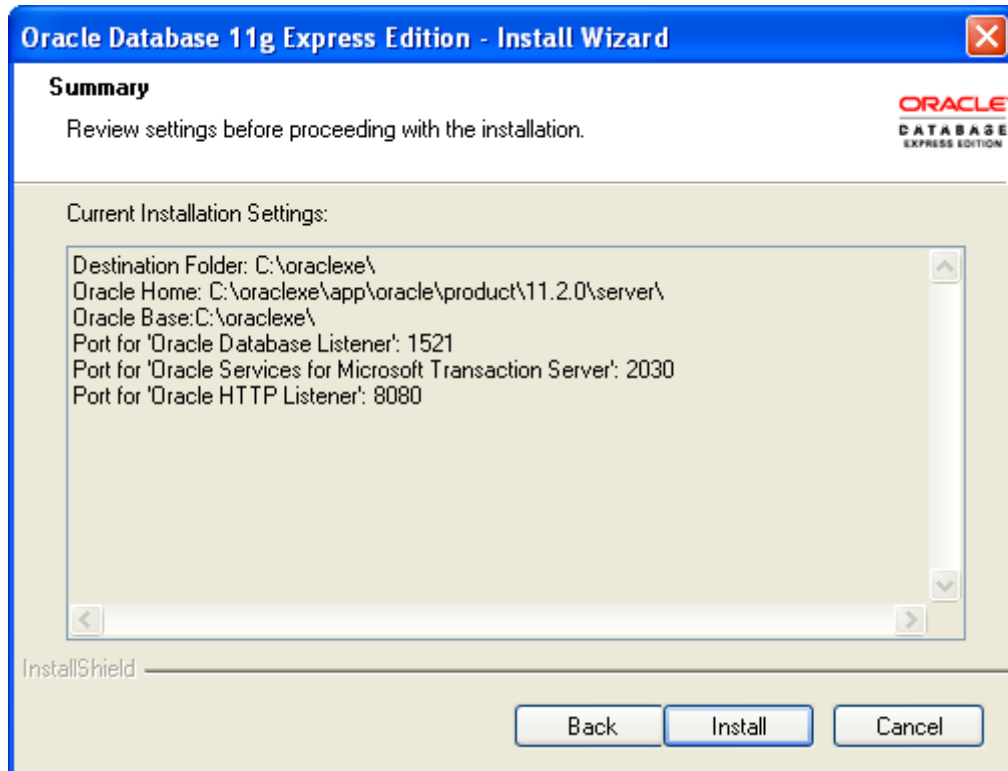 Oracle Database 11g Express Edition - Install Wizard
Summary
Review settings before proceeding with the installation.
ORACLE
DATABASE
EXPRESS EDITION
Current Installation Settings:
Destination Folder: C:\oraclexe\
Oracle Home: C:\oraclexe\app\oracle\product\11.2.0\server\
Oracle Base:C:\oraclexe\
Port for 'Oracle Database Listener': 1521
Port for 'Oracle Services for Microsoft Transaction Server': 2030
Port for 'Oracle HTTP Listener': 8080
InstallShield
Back
Install
Cancel